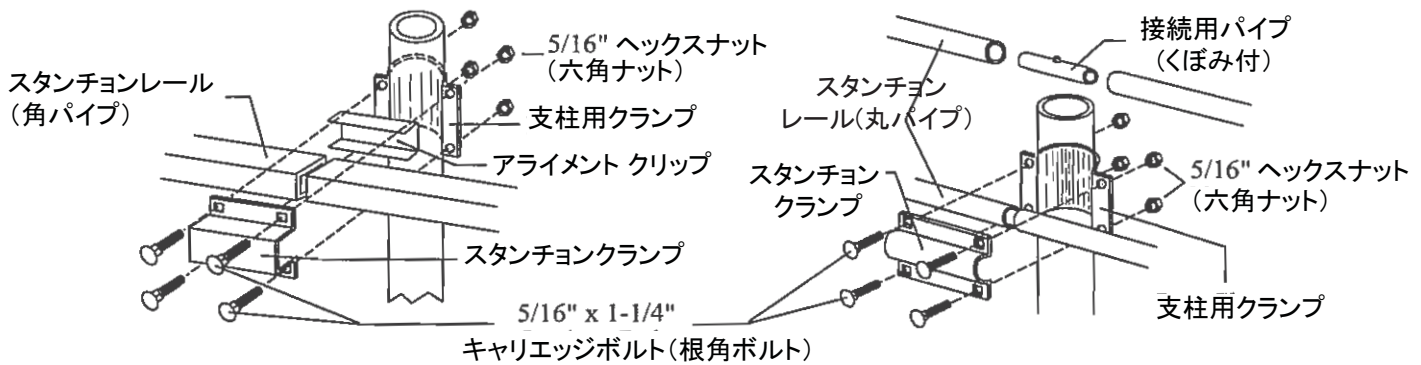 5/16" ヘックスナット
(六角ナット)
スタンチョンレール
(角パイプ)
支柱用クランプ
アライメント クリップ
スタンチョンクランプ
5/16" x 1-1/4"
キャリエッジボルト(根角ボルト)
接続用パイプ
(くぼみ付)
スタンチョン
レール(丸パイプ)
スタンチョン
クランプ
5/16" ヘックスナット
(六角ナット)
支柱用クランプ